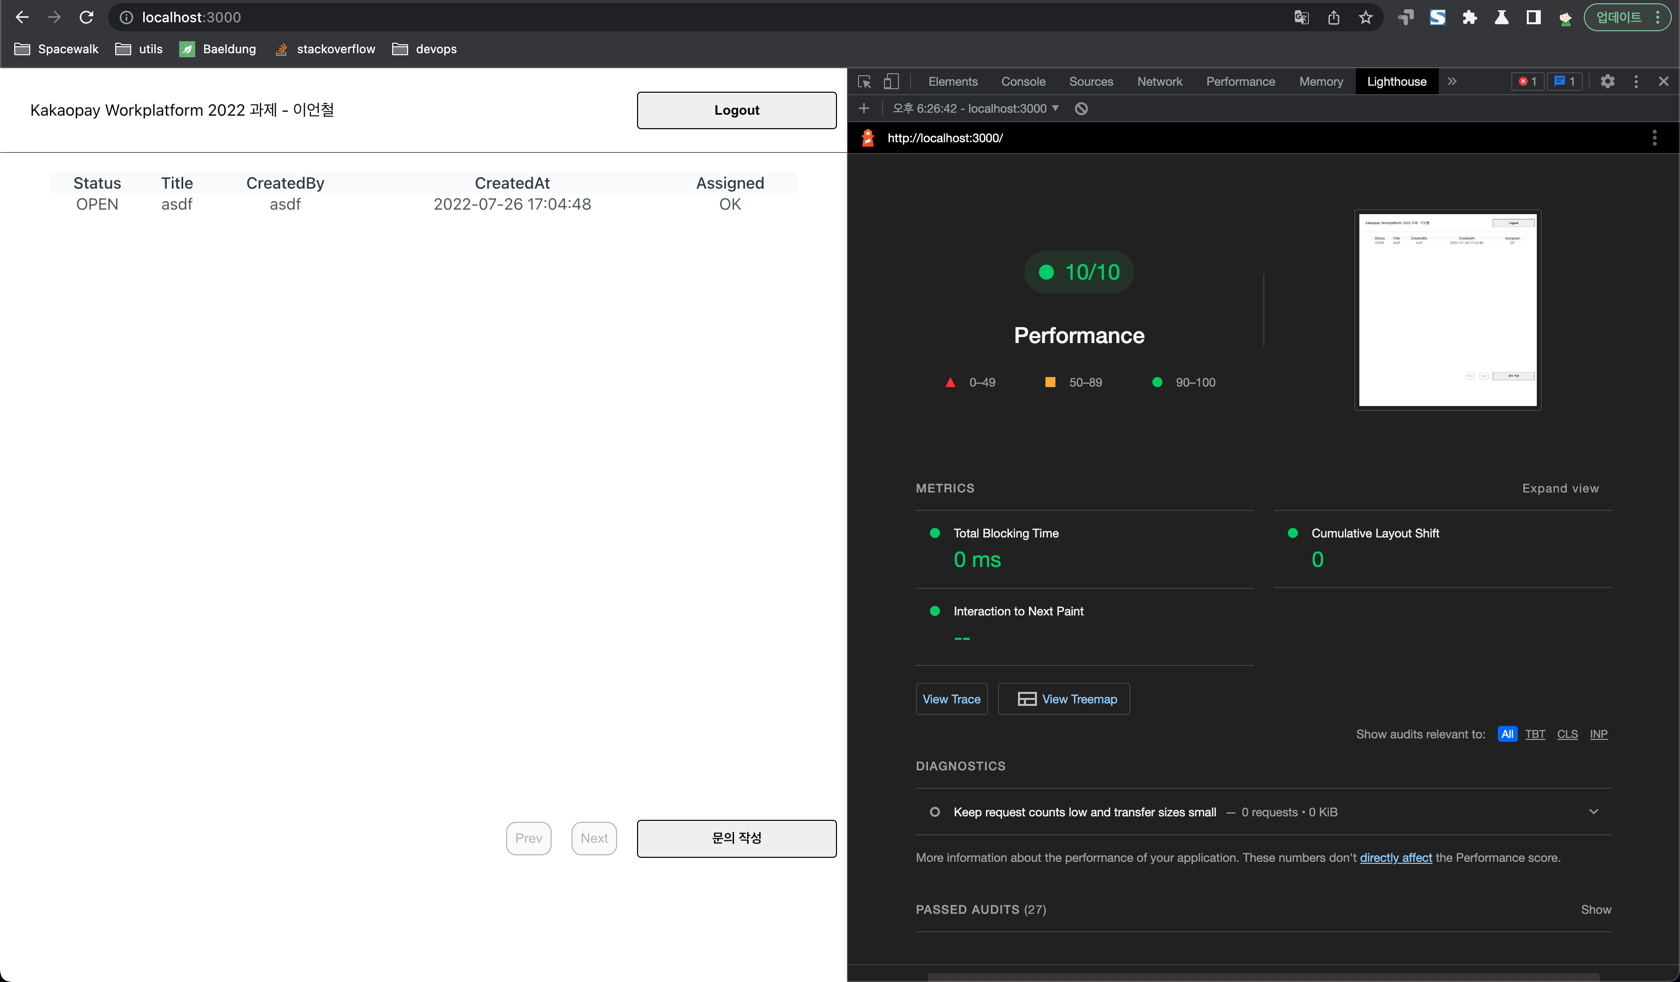 localhost:3000
업데이트
Spacewalk
utils
Baeldung
stackoverflow
devops
Kakaopay Workplatform 2022 과제 - 이언철
Logout
Status Title CreatedBy CreatedAt Assigned
OPEN asdf asdf 2022-07-26 17:04:48 OK
Prev
Next
문의 작성
Elements Console Sources Network Performance Memory Lighthouse
1
1
오후 6:26:42 - localhost:3000
http://localhost:3000/
10/10
Performance
0–49
50–89
90–100
METRICS
Expand view
Total Blocking Time
0 ms
Cumulative Layout Shift
0
Interaction to Next Paint
--
View Trace
View Treemap
Show audits relevant to: All TBT CLS INP
DIAGNOSTICS
Keep request counts low and transfer sizes small — 0 requests • 0 KiB
More information about the performance of your application. These numbers don't directly affect the Performance score.
PASSED AUDITS (27)
Show